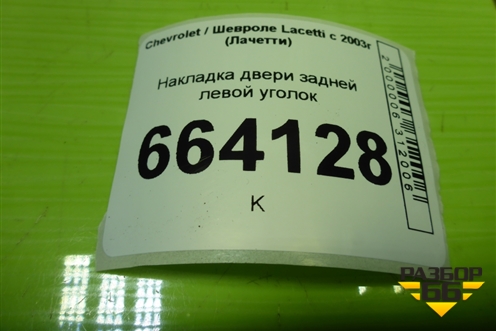 Chevrolet / Шевроле Lacetti с 2003г
(Лачетти)
Накладка двери задней
левой уголок
664128
К
2000006312006
РАЗБОР
66